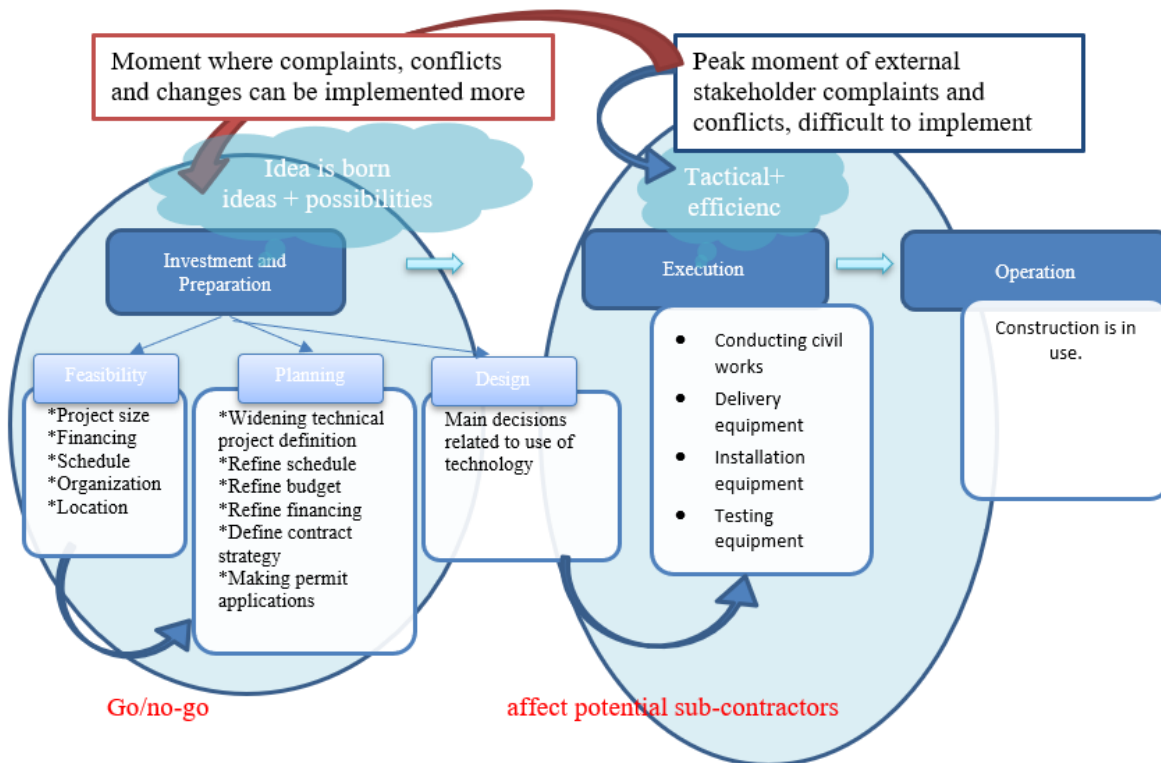 Moment where complaints, conflicts
and changes can be implemented more
Peak moment of external
stakeholder complaints and
conflicts, difficult to implement
Idea is born
ideas + possibilities
Tactical+
efficienc
Investment and
Preparation
Execution
Operation
Feasibility
*Project size
*Financing
*Schedule
*Organization
*Location
Planning
*Widening technical
project definition
*Refine schedule
*Refine budget
*Refine financing
*Define contract
strategy
*Making permit
applications
Design
Main decisions
related to use of
technology
• Conducting civil
works
• Delivery
equipment
• Installation
equipment
• Testing
equipment
Construction is in
use.
Go/no-go
affect potential sub-contractors